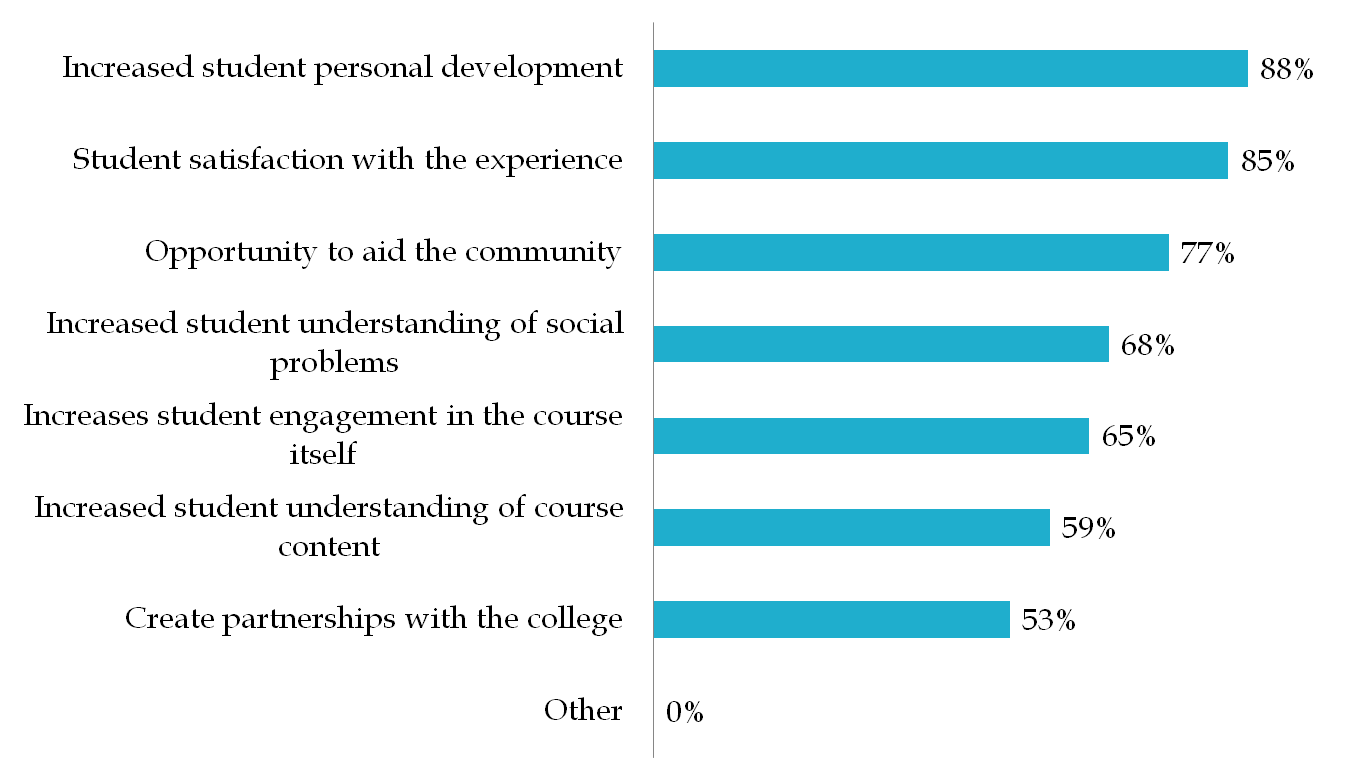 Increased student personal development
88%
Student satisfaction with the experience
85%
Opportunity to aid the community
77%
Increased student understanding of social
problems
68%
Increases student engagement in the course
itself
65%
Increased student understanding of course
content
59%
Create partnerships with the college
53%
Other
0%